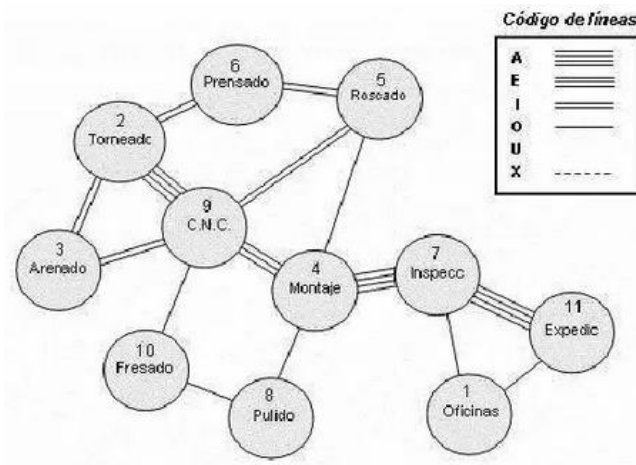 Código de líneas
A
E
I
O
U
X
6
Prensado
5
Roscado
2
Torneado
9
C.N.C.
3
Arenado
4
Montaje
7
Inspecc
11
Expedic
10
Fresado
8
Pulido
1
Oficinas